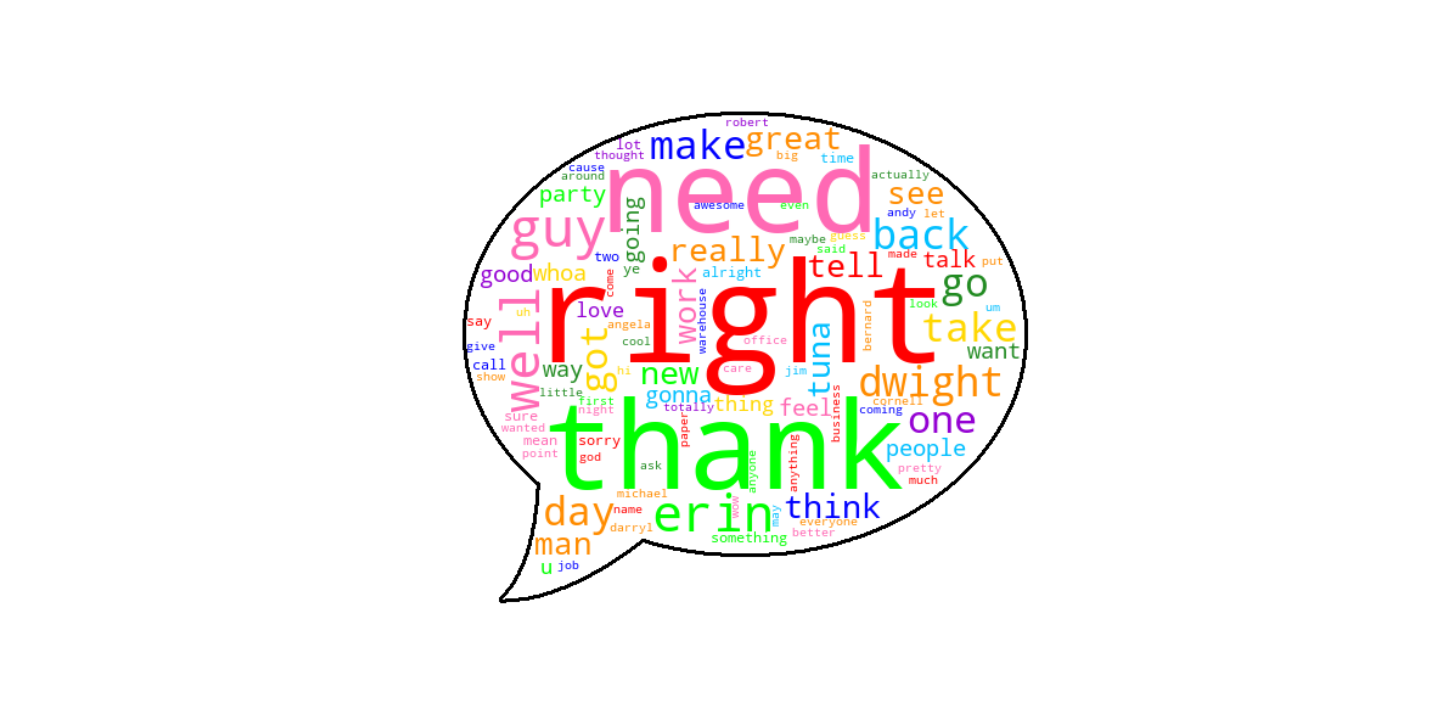 robert
lot
make
great
thought
big
time
cause
around
need
actually
party
see
awesome
even
andy
let
guy
going
back
really
maybe
guess
said
two
tell
made
talk
put
good
whoa
ye
come
alright
right
go
work
warehouse
love
look
um
uh
say
angela
bernard
take
well
got
cool
office
tuna
want
give
call
show
way
hi
new
care
jim
dwight
little
gonna
first
night
totally
thing
feel
business
cornell
coming
one
sure
wanted
thank
paper
mean
sorry
point
god
ask
anyone
anything
people
pretty
much
michael
day
name
erin
wow
may
think
darryl
everyone
something
better
man
u
job